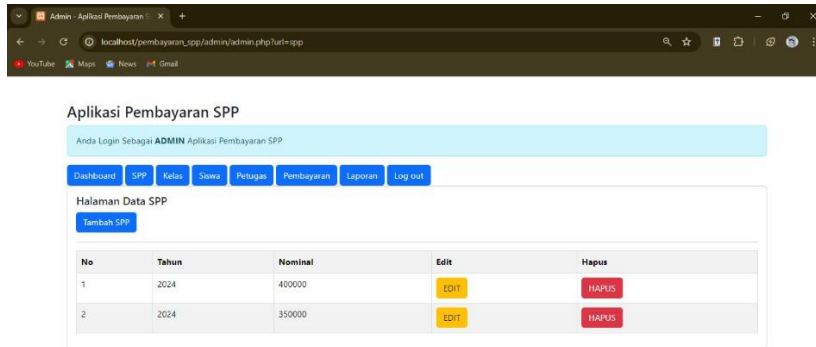 Admin - Aplikasi Pembayaran S
localhost/pembayaran_spp/admin/admin.php?url=spp
YouTube Maps News Gmail
Aplikasi Pembayaran SPP
Anda Login Sebagai ADMIN Aplikasi Pembayaran SPP
Dashboard SPP Kelas Siswa Petugas Pembayaran Laporan Log out
Halaman Data SPP
Tambah SPP
No Tahun Nominal Edit Hapus
1 2024 400000 EDIT HAPUS
2 2024 350000 EDIT HAPUS